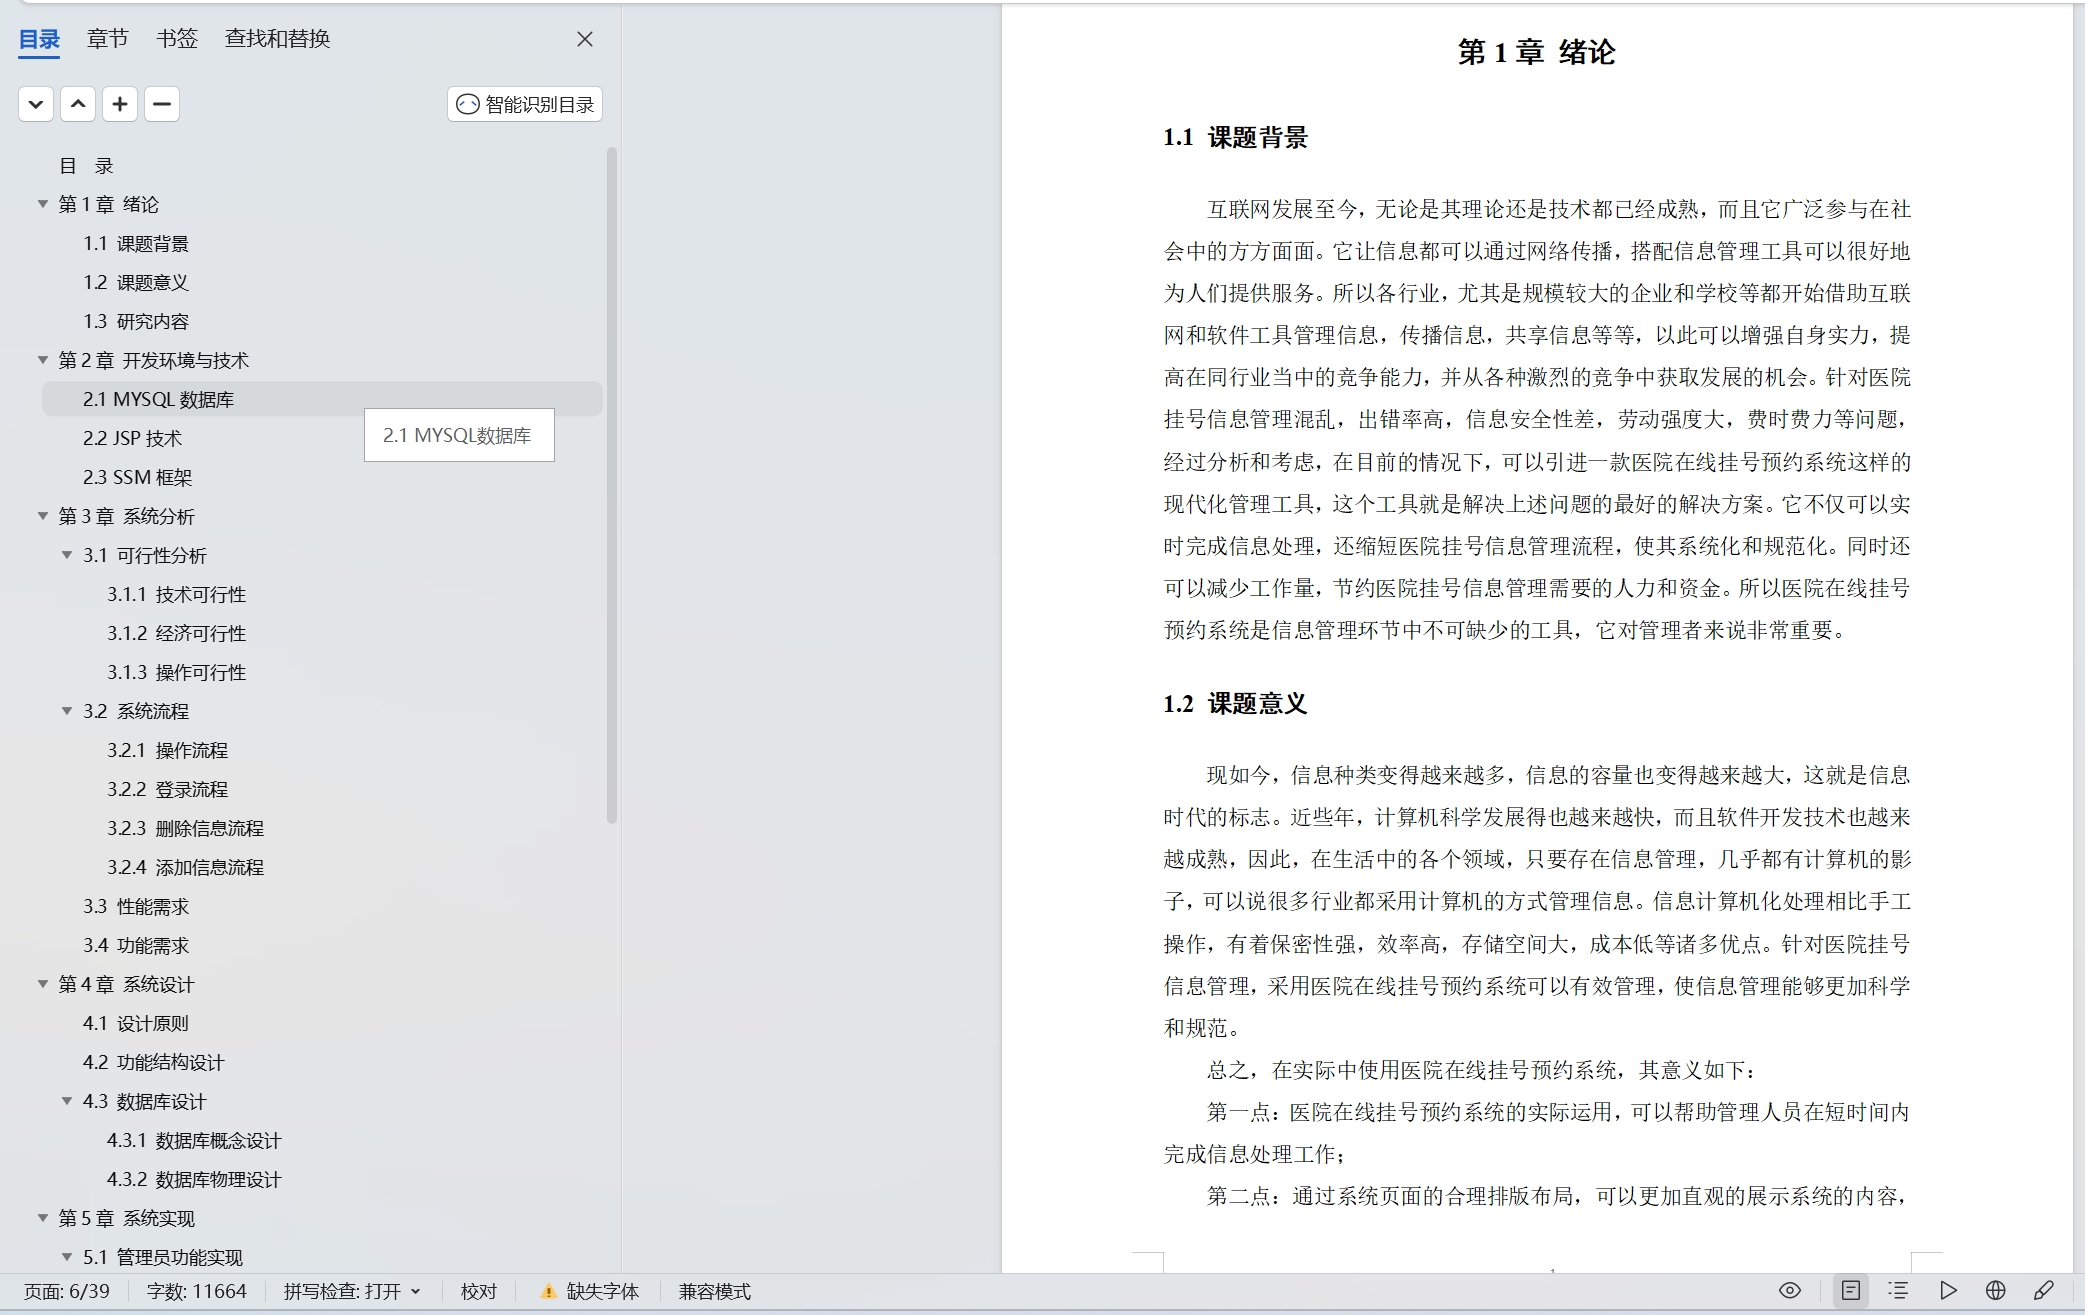 目录 章节 书签 查找和替换
智能识别目录
目 录
第 1 章 绪论
1.1 课题背景
1.2 课题意义
1.3 研究内容
第 2 章 开发环境与技术
2.1 MYSQL 数据库
2.1 MYSQL数据库
2.2 JSP 技术
2.3 SSM 框架
第 3 章 系统分析
3.1 可行性分析
3.1.1 技术可行性
3.1.2 经济可行性
3.1.3 操作可行性
3.2 系统流程
3.2.1 操作流程
3.2.2 登录流程
3.2.3 删除信息流程
3.2.4 添加信息流程
3.3 性能需求
3.4 功能需求
第 4 章 系统设计
4.1 设计原则
4.2 功能结构设计
4.3 数据库设计
4.3.1 数据库概念设计
4.3.2 数据库物理设计
第 5 章 系统实现
5.1 管理员功能实现
第 1 章 绪论
1.1 课题背景
互联网发展至今，无论是其理论还是技术都已经成熟，而且它广泛参与在社
会中的方方面面。它让信息都可以通过网络传播，搭配信息管理工具可以很好地
为人们提供服务。所以各行业，尤其是规模较大的企业和学校等都开始借助互联
网和软件工具管理信息，传播信息，共享信息等等，以此可以增强自身实力，提
高在同行业当中的竞争能力，并从各种激烈的竞争中获取发展的机会。针对医院
挂号信息管理混乱，出错率高，信息安全性差，劳动强度大，费时费力等问题，
经过分析和考虑，在目前的情况下，可以引进一款医院在线挂号预约系统这样的
现代化管理工具，这个工具就是解决上述问题的最好的解决方案。它不仅可以实
时完成信息处理，还缩短医院挂号信息管理流程，使其系统化和规范化。同时还
可以减少工作量，节约医院挂号信息管理需要的人力和资金。所以医院在线挂号
预约系统是信息管理环节中不可缺少的工具，它对管理者来说非常重要。
1.2 课题意义
现如今，信息种类变得越来越多，信息的容量也变得越来越大，这就是信息
时代的标志。近些年，计算机科学发展得也越来越快，而且软件开发技术也越来
越成熟，因此，在生活中的各个领域，只要存在信息管理，几乎都有计算机的影
子，可以说很多行业都采用计算机的方式管理信息。信息计算机化处理相比手工
操作，有着保密性强，效率高，存储空间大，成本低等诸多优点。针对医院挂号
信息管理，采用医院在线挂号预约系统可以有效管理，使信息管理能够更加科学
和规范。
总之，在实际中使用医院在线挂号预约系统，其意义如下：
第一点：医院在线挂号预约系统的实际运用，可以帮助管理人员在短时间内
完成信息处理工作；
第二点：通过系统页面的合理排版布局，可以更加直观的展示系统的内容，
页面: 6/39 字数: 11664 拼写检查: 打开 校对 缺失字体 兼容模式